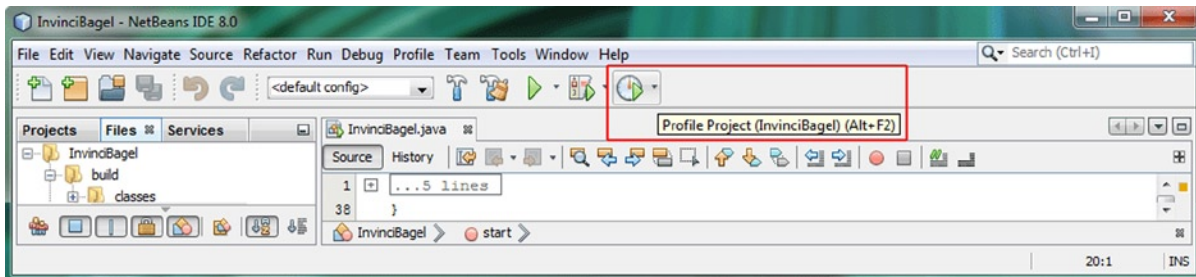 InvinciBagel - NetBeans IDE 8.0
File Edit View Navigate Source Refactor Run Debug Profile Team Tools Window Help
Search (Ctrl+I)
<default config>
Profile Project (InvinciBagel) (Alt+F2)
Projects Files Services
InvinciBagel.java
InvinciBagel
build
classes
Source History
1 ...5 lines
38 }
InvinciBagel start
20:1 INS